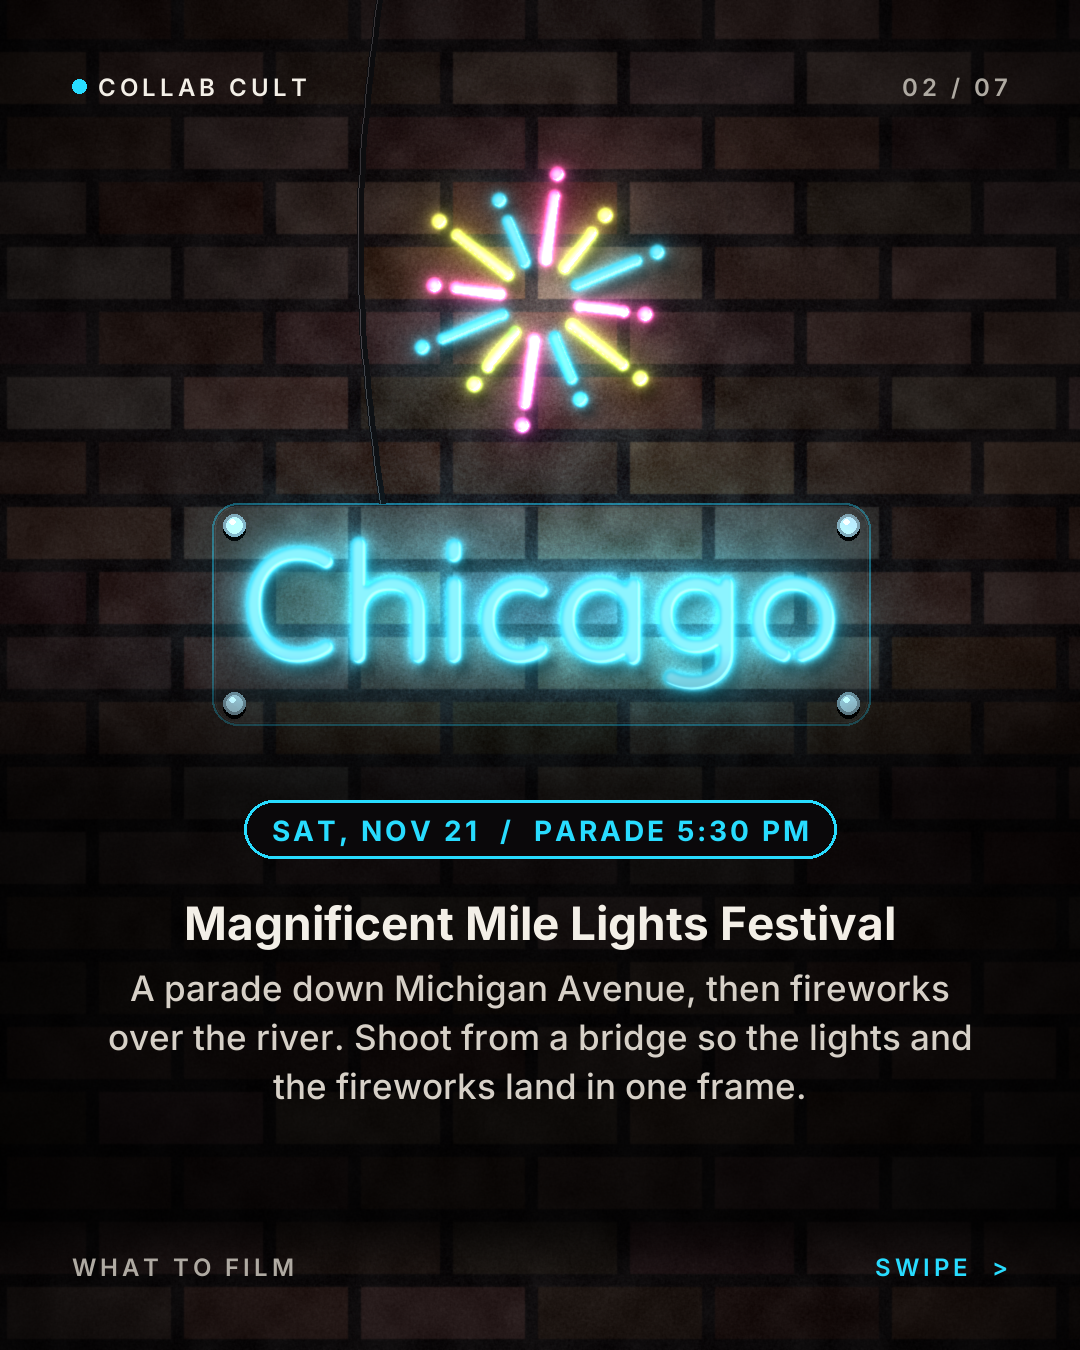 COLLAB CULT
02 / 07
Chicago
SAT, NOV 21 / PARADE 5:30 PM
Magnificent Mile Lights Festival
A parade down Michigan Avenue, then fireworks
over the river. Shoot from a bridge so the lights and
the fireworks land in one frame.
WHAT TO FILM
SWIPE >